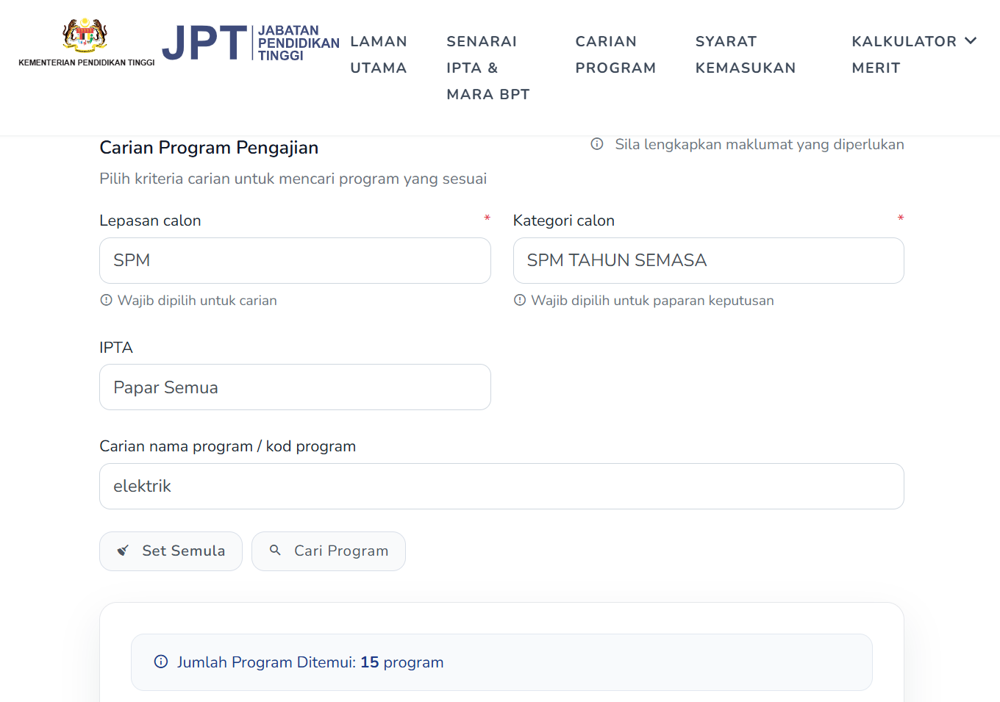 KEMENTERIAN PENDIDIKAN TINGGI
JPT
JABATAN
PENDIDIKAN
TINGGI
LAMAN
UTAMA
SENARAI
IPTA &
MARA BPT
CARIAN
PROGRAM
SYARAT
KEMASUKAN
KALKULATOR
MERIT
Carian Program Pengajian
Sila lengkapkan maklumat yang diperlukan
Pilih kriteria carian untuk mencari program yang sesuai
Lepasan calon *
Kategori calon *
SPM
SPM TAHUN SEMASA
Wajib dipilih untuk carian
Wajib dipilih untuk paparan keputusan
IPTA
Papar Semua
Carian nama program / kod program
elektrik
Set Semula
Cari Program
Jumlah Program Ditemui: 15 program